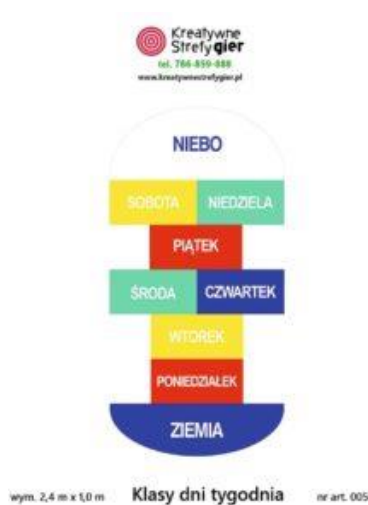 Kreatywne
Strefy gier
tel. 786-859-888
www.kreatywnestrefygier.pl
NIEBO
SOBOTA NIEDZIELA
PIĄTEK
ŚRODA CZWARTEK
WTOREK
PONIEDZIAŁEK
ZIEMIA
wym. 2,4 m x 1,0 m Klasy dni tygodnia nr art. 005